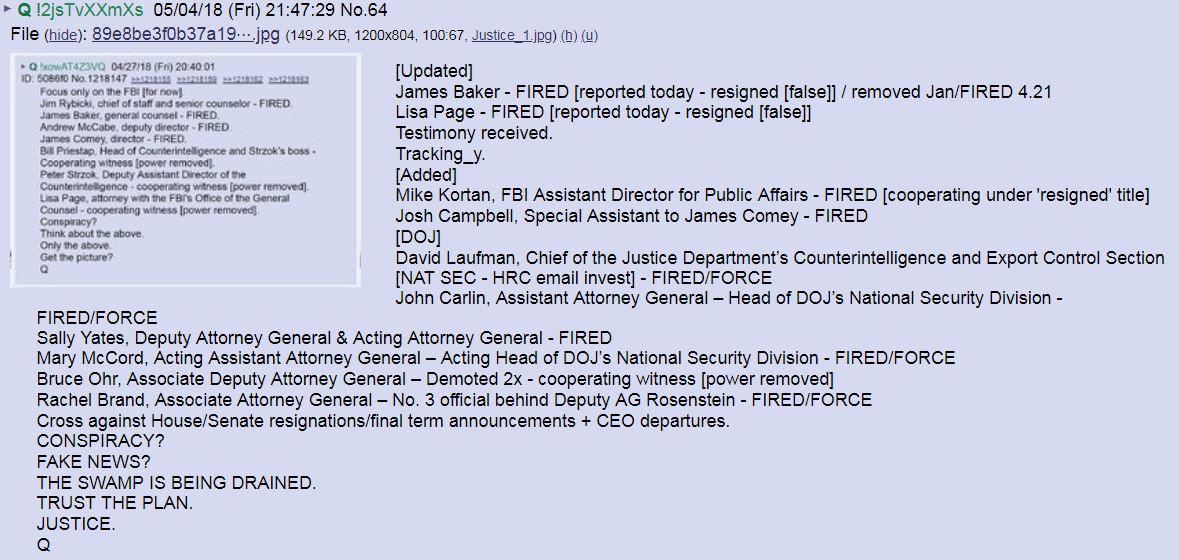 Q !2jsTvXXmXs 05/04/18 (Fri) 21:47:29 No.64
File (hide): 89e8be3f0b37a19⋯.jpg (149.2 KB, 1200x804, 100:67, Justice_1.jpg) (h) (u)
Q !xowAT4Z3VQ 04/27/18 (Fri) 20:40:01
ID: 5086f0 No.1218147 >>1218155 >>1218159 >>1218162 >>1218163
Focus only on the FBI [for now].
Jim Rybicki, chief of staff and senior counselor - FIRED.
James Baker, general counsel - FIRED.
Andrew McCabe, deputy director - FIRED.
James Comey, director - FIRED.
Bill Priestap, Head of Counterintelligence and Strzok's boss -
Cooperating witness [power removed].
Peter Strzok, Deputy Assistant Director of the
Counterintelligence - cooperating witness [power removed].
Lisa Page, attorney with the FBI's Office of the General
Counsel - cooperating witness [power removed].
Conspiracy?
Think about the above.
Only the above.
Get the picture?
Q
[Updated]
James Baker - FIRED [reported today - resigned [false]] / removed Jan/FIRED 4.21
Lisa Page - FIRED [reported today - resigned [false]]
Testimony received.
Tracking_y.
[Added]
Mike Kortan, FBI Assistant Director for Public Affairs - FIRED [cooperating under 'resigned' title]
Josh Campbell, Special Assistant to James Comey - FIRED
[DOJ]
David Laufman, Chief of the Justice Department's Counterintelligence and Export Control Section
[NAT SEC - HRC email invest] - FIRED/FORCE
John Carlin, Assistant Attorney General – Head of DOJ's National Security Division -
FIRED/FORCE
Sally Yates, Deputy Attorney General & Acting Attorney General - FIRED
Mary McCord, Acting Assistant Attorney General – Acting Head of DOJ's National Security Division - FIRED/FORCE
Bruce Ohr, Associate Deputy Attorney General – Demoted 2x - cooperating witness [power removed]
Rachel Brand, Associate Attorney General – No. 3 official behind Deputy AG Rosenstein - FIRED/FORCE
Cross against House/Senate resignations/final term announcements + CEO departures.
CONSPIRACY?
FAKE NEWS?
THE SWAMP IS BEING DRAINED.
TRUST THE PLAN.
JUSTICE.
Q